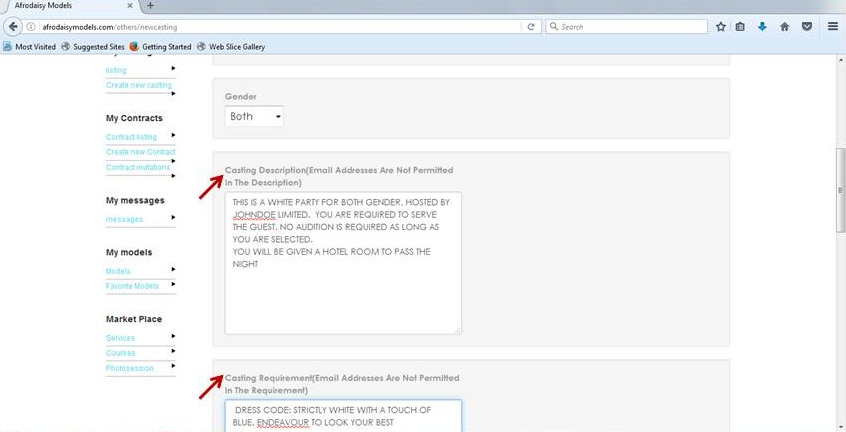 Afrodaisy Models
afrodaisymodels.com/others/newcasting
Search
Most Visited Suggested Sites Getting Started Web Slice Gallery
listing
Create new casting
My Contracts
Contract listing
Create new Contract
Contract invitations
My messages
messages
My models
Models
Favorite Models
Market Place
Services
Courses
Photosession
Gender
Both
Casting Description(Email Addresses Are Not Permitted
In The Description)
THIS IS A WHITE PARTY FOR BOTH GENDER. HOSTED BY
JOHNDOE LIMITED. YOU ARE REQUIRED TO SERVE
THE GUEST. NO AUDITION IS REQUIRED AS LONG AS
YOU ARE SELECTED.
YOU WILL BE GIVEN A HOTEL ROOM TO PASS THE
NIGHT
Casting Requirement(Email Addresses Are Not Permitted
In The Requirement)
DRESS CODE: STRICTLY WHITE WITH A TOUCH OF
BLUE. ENDEAVOUR TO LOOK YOUR BEST